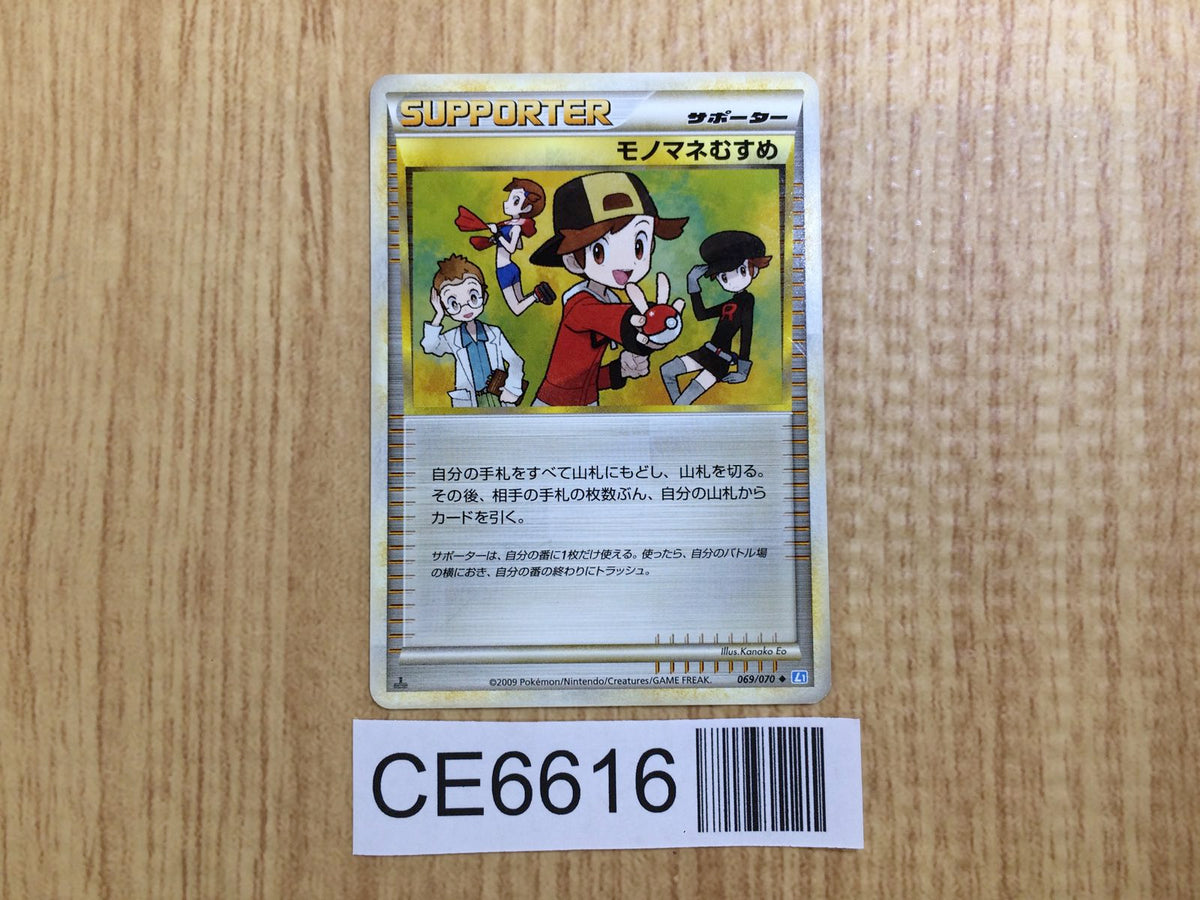 SUPPORTER
サポーター
モノマネむすめ
自分の手札をすべて山札にもどし、山札を切る。
その後、相手の手札の枚数ぶん、自分の山札から
カードを引く。
サポーターは、自分の番に1枚だけ使える。使ったら、自分のバトル場
の横におき、自分の番の終わりにトラッシュ。
Illus.Kanako Eo
©2009 Pokémon/Nintendo/Creatures/GAME FREAK.
069/070 ◆ L1
CE6616